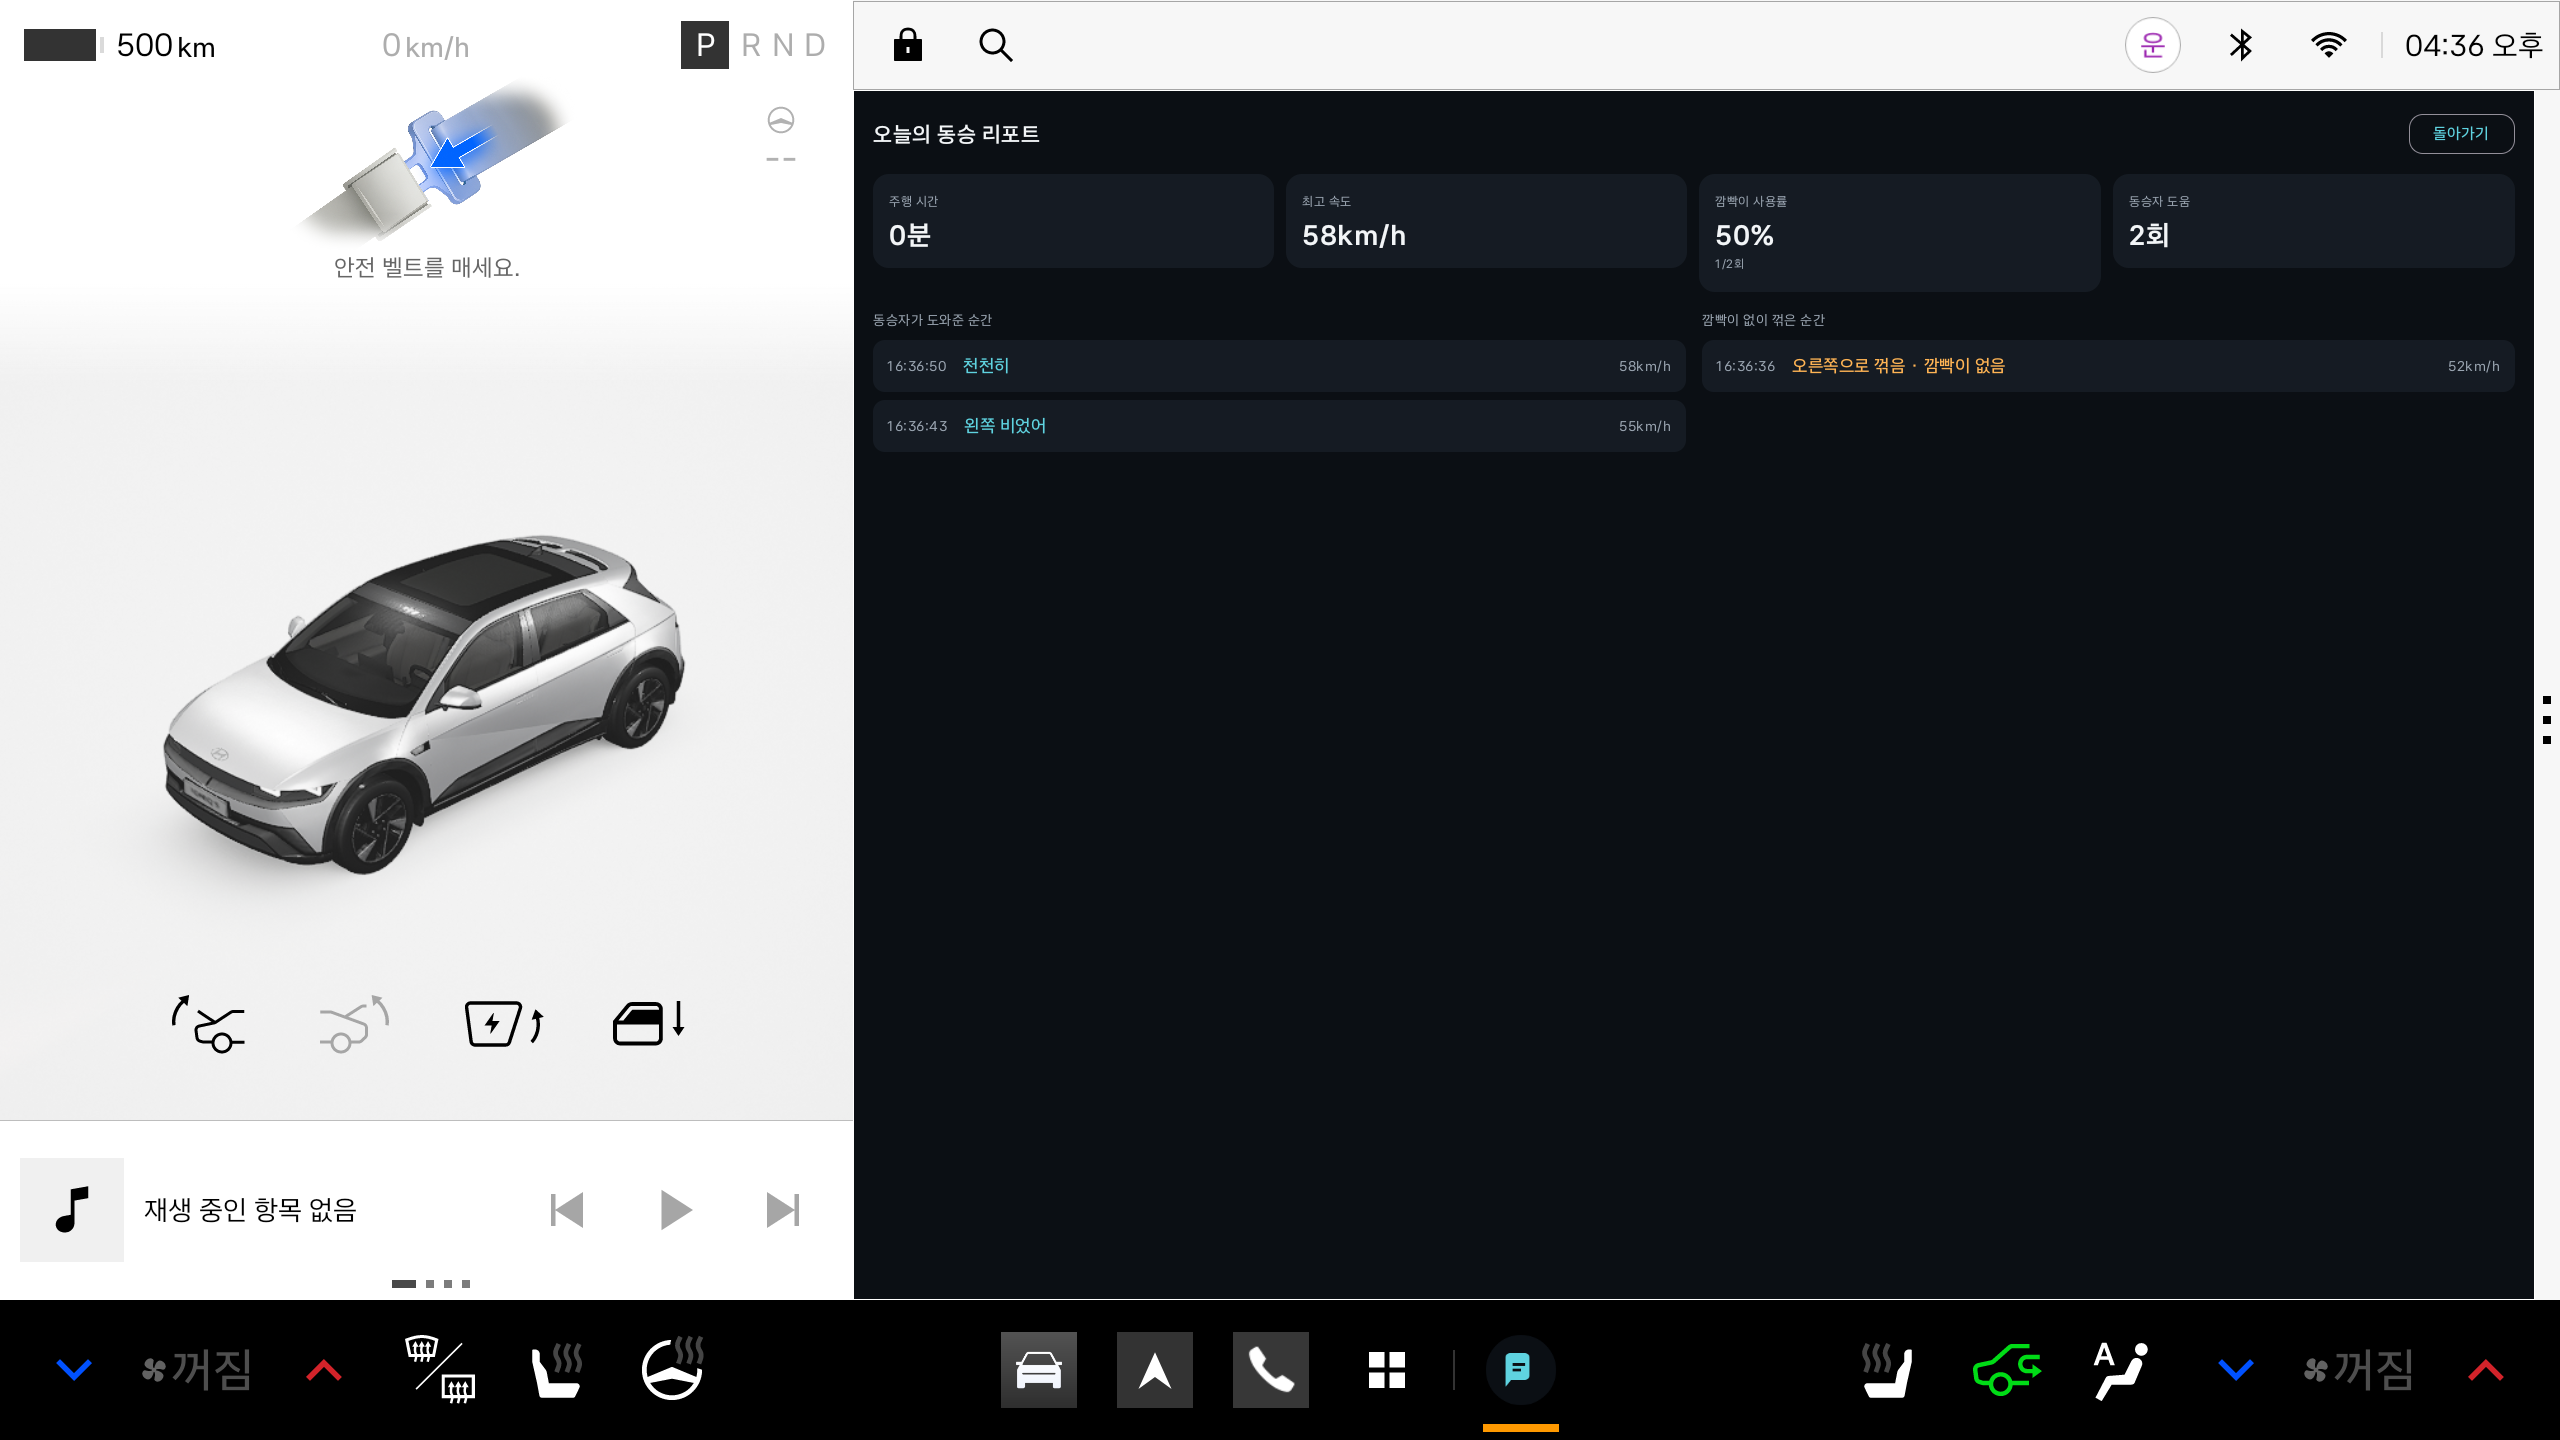 500 km
0 km/h
P R N D
운
04:36 오후
안전 벨트를 매세요.
오늘의 동승 리포트
돌아가기
주행 시간
0분
최고 속도
58km/h
깜빡이 사용률
50%
1/2회
동승자 도움
2회
동승자가 도와준 순간
16:36:50 천천히 58km/h
16:36:43 왼쪽 비었어 55km/h
깜빡이 없이 꺾은 순간
16:36:36 오른쪽으로 꺾음 · 깜빡이 없음 52km/h
재생 중인 항목 없음
꺼짐
A
꺼짐